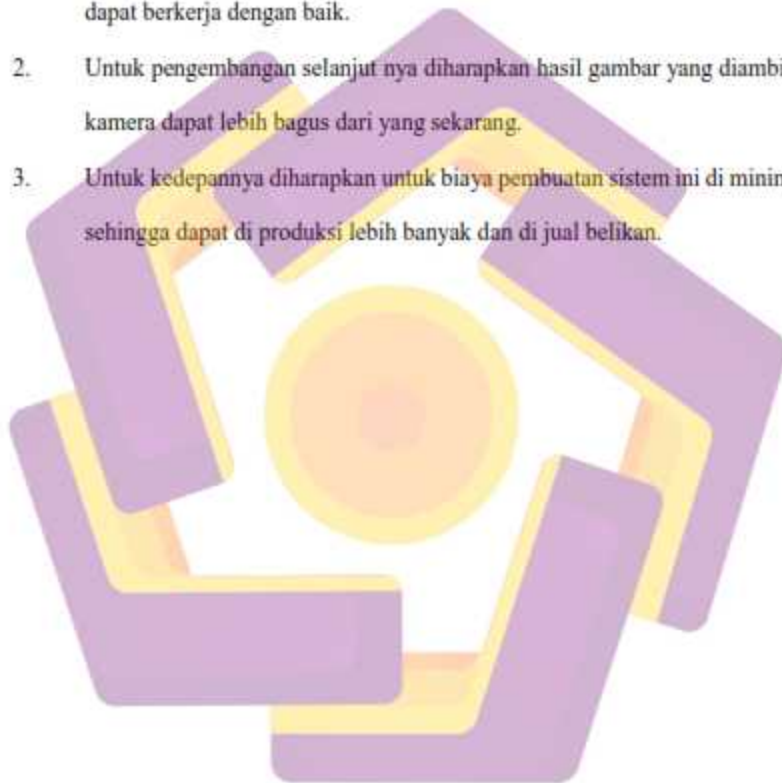 dapat berkerja dengan baik.
2. Untuk pengembangan selanjut nya diharapkan hasil gambar yang diambi
kamera dapat lebih bagus dari yang sekarang.
3. Untuk kedepannya diharapkan untuk biaya pembuatan sistem ini di minim
sehingga dapat di produksi lebih banyak dan di jual belikan.